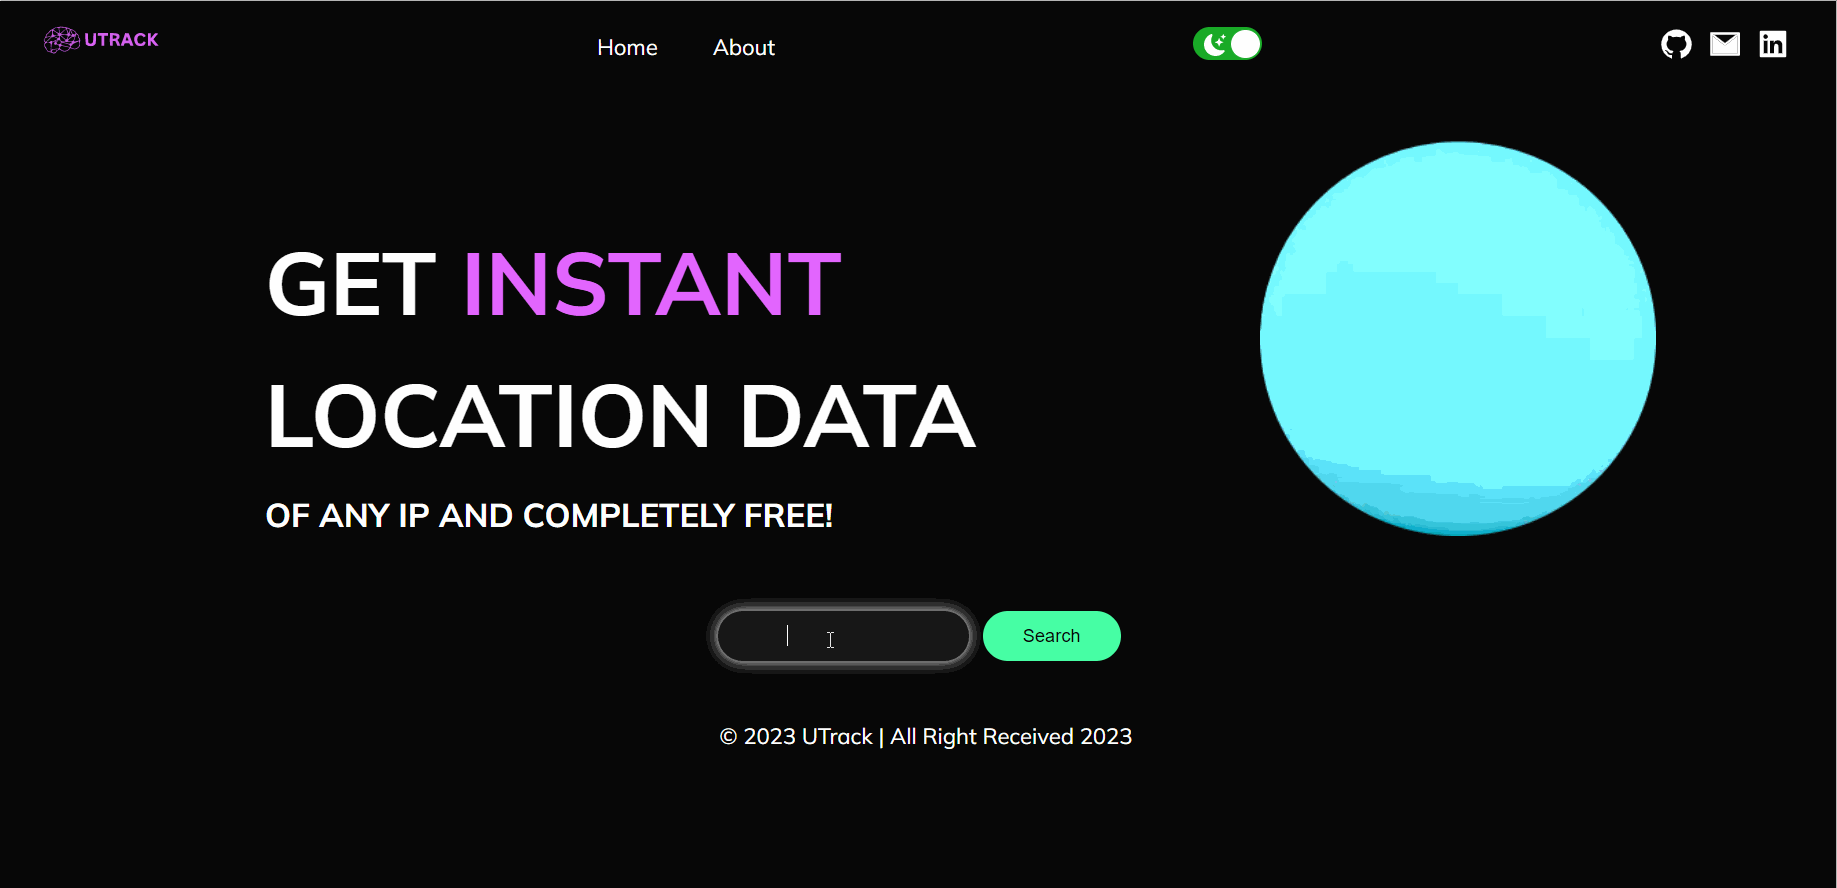 UTRACK
Home About
GET INSTANT
LOCATION DATA
OF ANY IP AND COMPLETELY FREE!
Search
© 2023 UTrack | All Right Received 2023